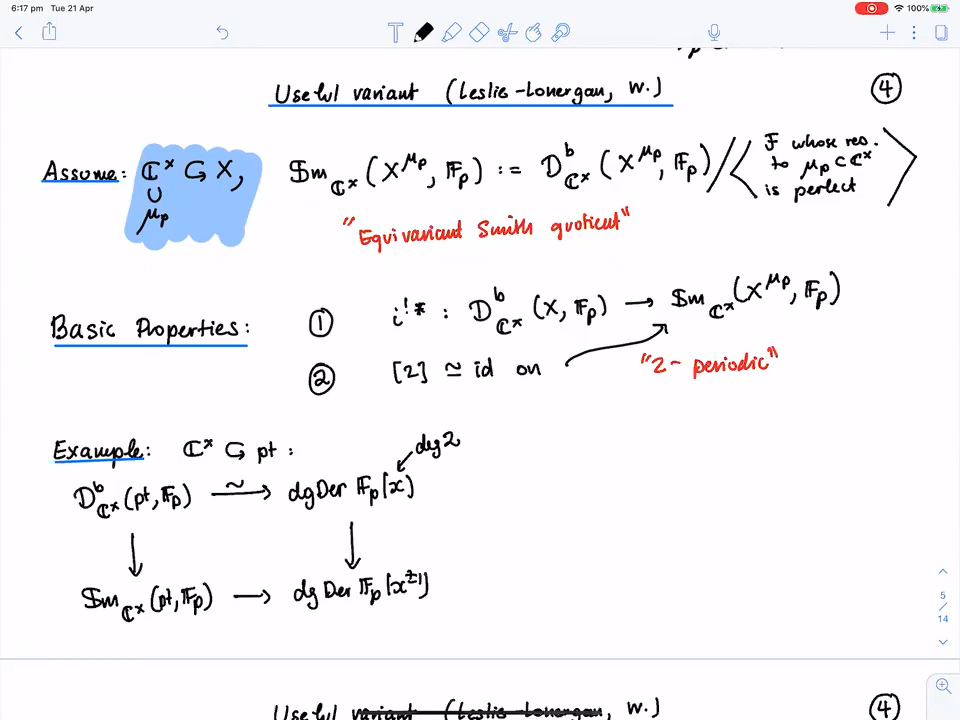 6:17 pm Tue 21 Apr
100%
Useful variant (Leslie-Lonergan, W.)
④
Assume: ℂ^× ↻ X, 𝕊m_{ℂ^×}(X^{μ_p}, 𝔽_p) := D^b_{ℂ^×}(X^{μ_p}, 𝔽_p) / ⟨ F whose res. to μ_p ⊂ ℂ^× is perfect ⟩
∪
μ_p
"Equivariant Smith quotient"
Basic Properties: ① i^{!*} : D^b_{ℂ^×}(X, 𝔽_p) → 𝕊m_{ℂ^×}(X^{μ_p}, 𝔽_p)
② [2] ≅ id on
"2-periodic"
Example: ℂ^× ↻ pt :
deg 2
D^b_{ℂ^×}(pt, 𝔽_p) ~→ dgDer 𝔽_p[x]
↓ ↓
𝕊m_{ℂ^×}(pt, 𝔽_p) → dgDer 𝔽_p[x^{±1}]
5
/
14
Useful variant (Leslie-Lonergan, W.)
④